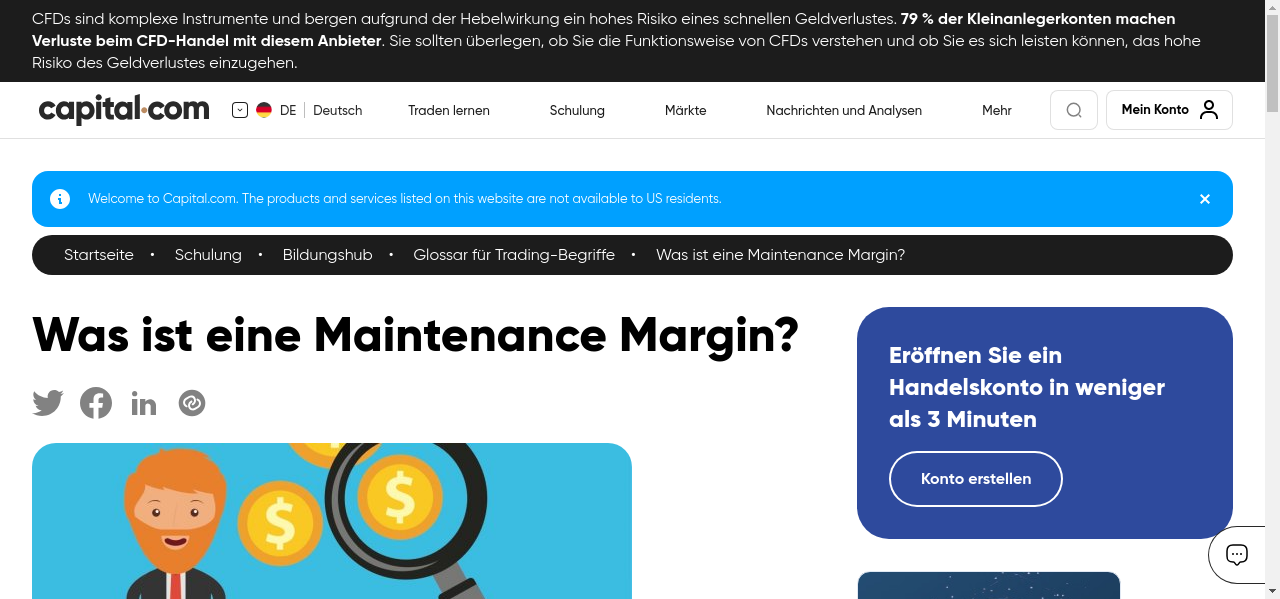 CFDs sind komplexe Instrumente und bergen aufgrund der Hebelwirkung ein hohes Risiko eines schnellen Geldverlustes. 79 % der Kleinanlegerkonten machen
Verluste beim CFD-Handel mit diesem Anbieter. Sie sollten überlegen, ob Sie die Funktionsweise von CFDs verstehen und ob Sie es sich leisten können, das hohe
Risiko des Geldverlustes einzugehen.
capital.com DE Deutsch Traden lernen Schulung Märkte Nachrichten und Analysen Mehr Mein Konto
Welcome to Capital.com. The products and services listed on this website are not available to US residents.
Startseite • Schulung • Bildungshub • Glossar für Trading-Begriffe • Was ist eine Maintenance Margin?
Was ist eine Maintenance Margin?
Eröffnen Sie ein
Handelskonto in weniger
als 3 Minuten
Konto erstellen
$ $